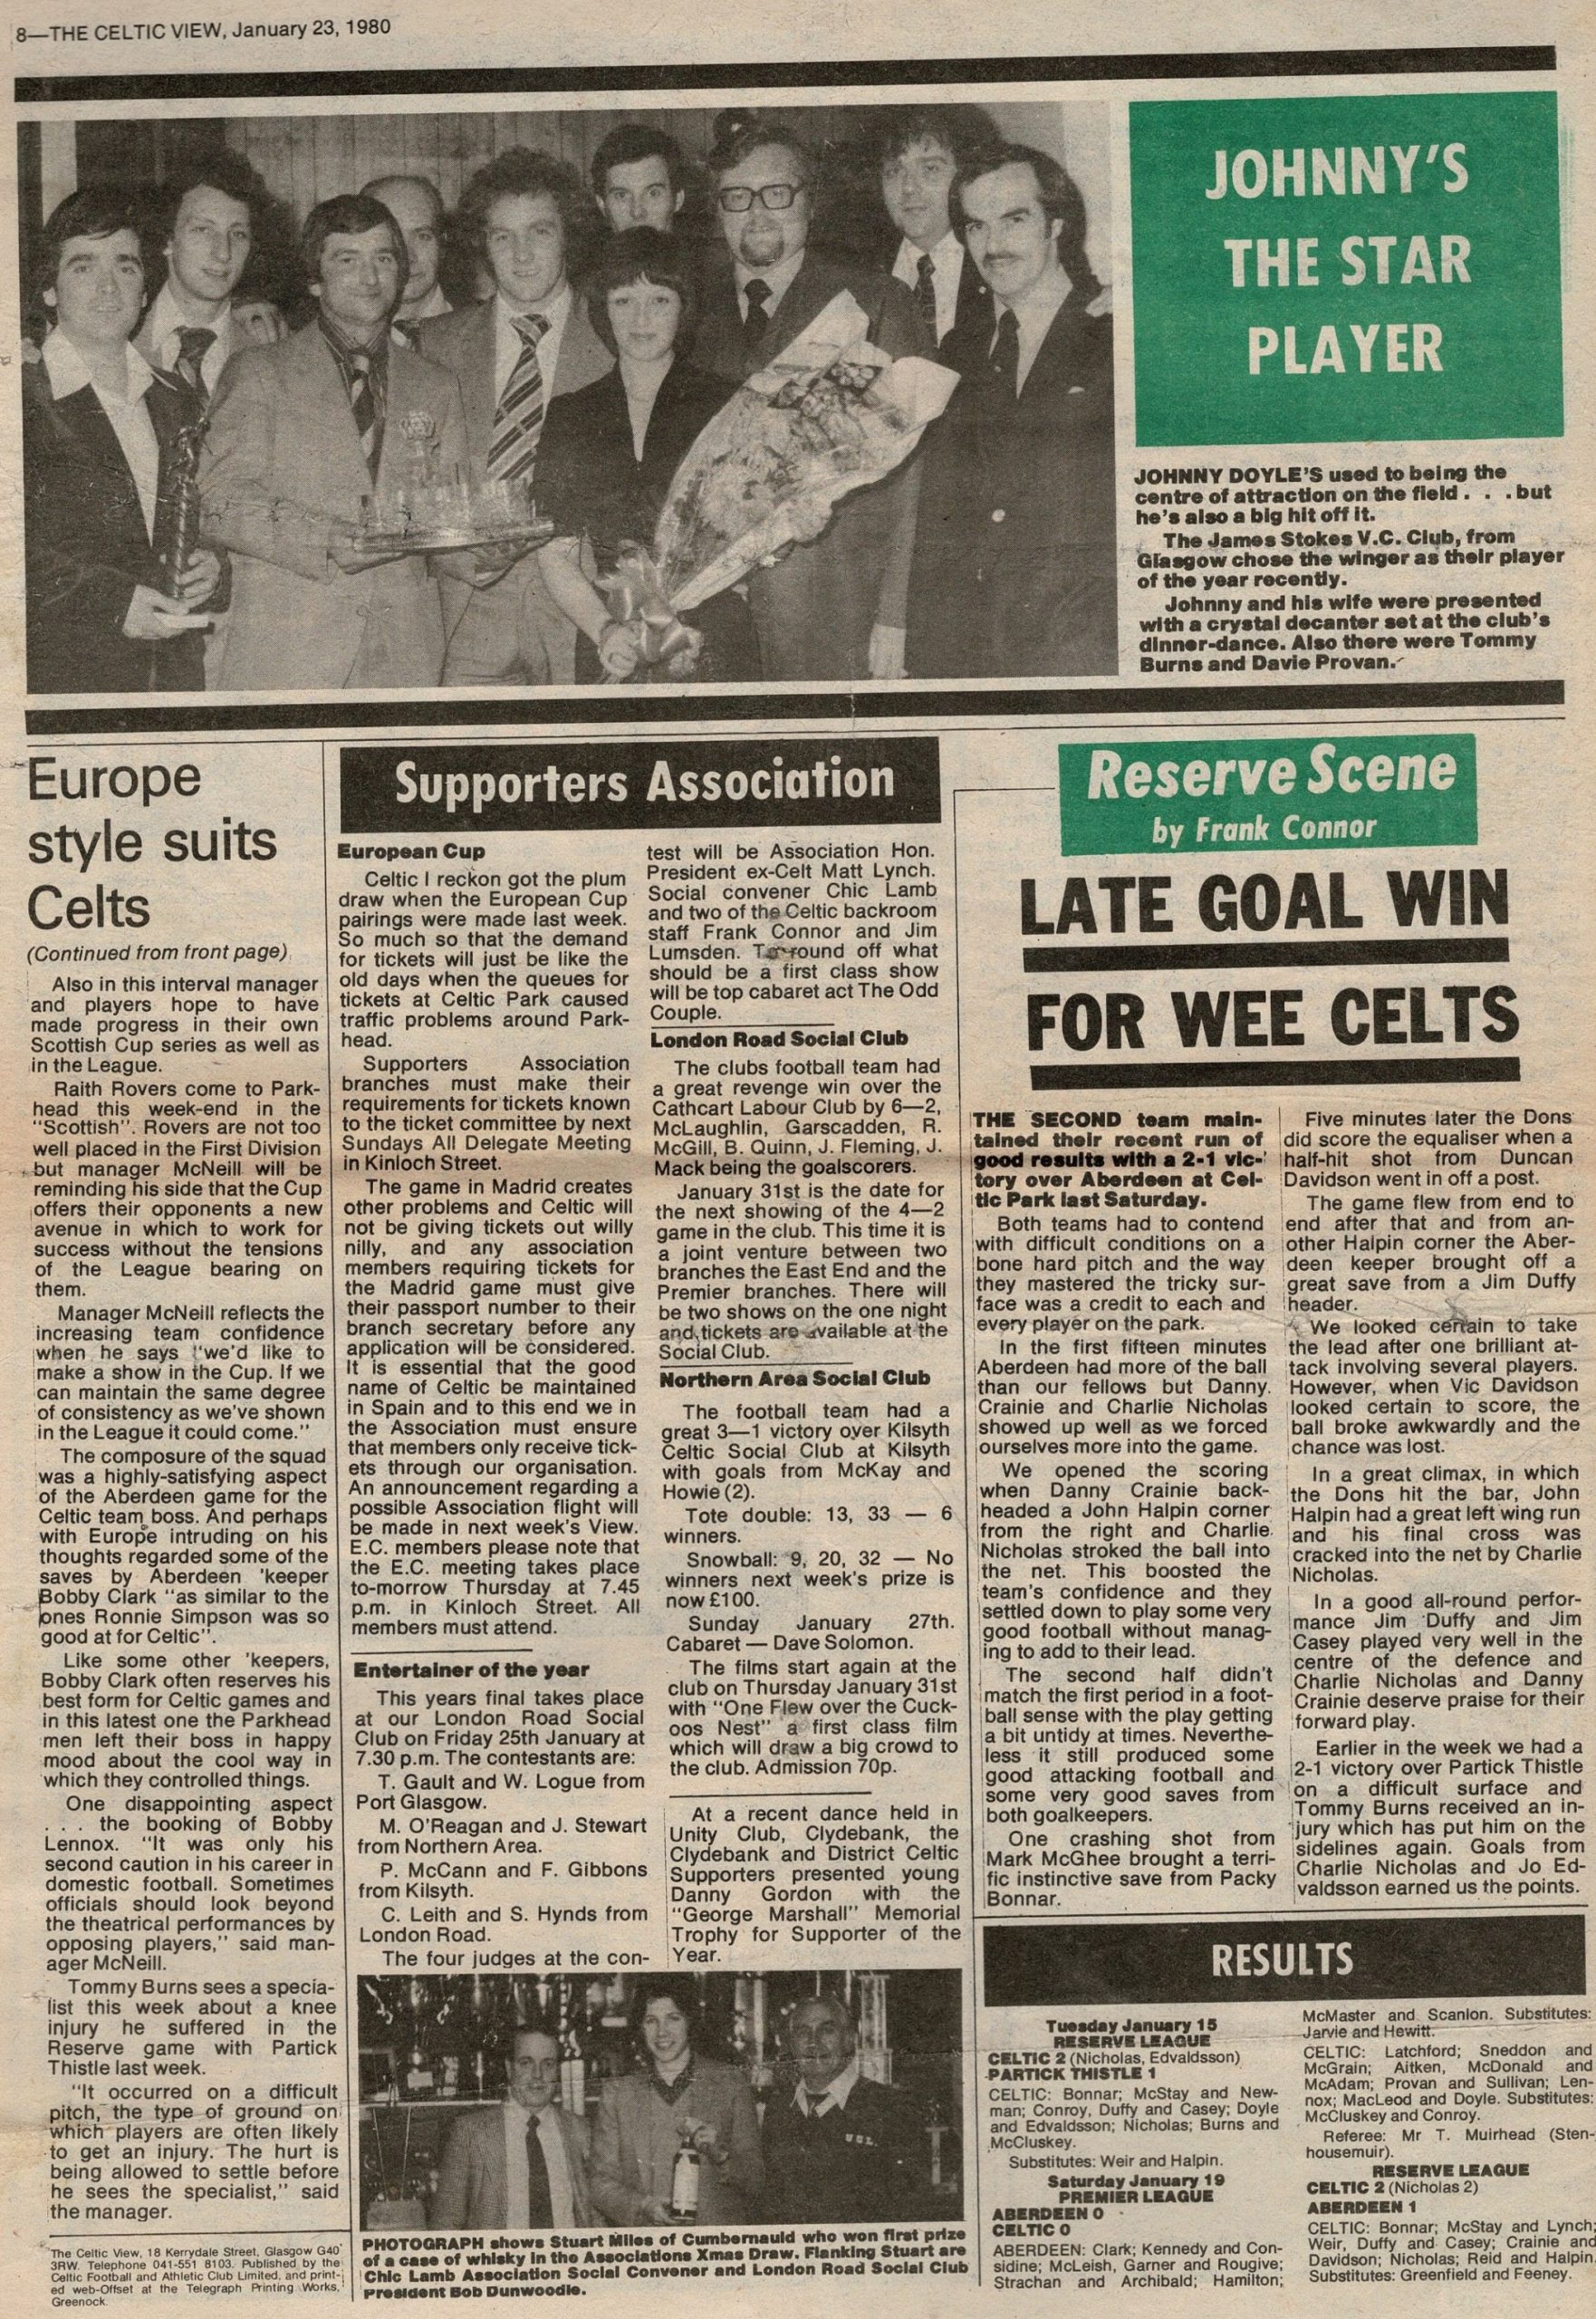 8—THE CELTIC VIEW, January 23, 1980
JOHNNY'S
THE STAR
PLAYER
JOHNNY DOYLE'S used to being the
centre of attraction on the field . . . but
he's also a big hit off it.
The James Stokes V.C. Club, from
Glasgow chose the winger as their player
of the year recently.
Johnny and his wife were presented
with a crystal decanter set at the club's
dinner-dance. Also there were Tommy
Burns and Davie Provan.
Europe
style suits
Celts
(Continued from front page)
Also in this interval manager
and players hope to have
made progress in their own
Scottish Cup series as well as
in the League.
Raith Rovers come to Park-
head this week-end in the
"Scottish". Rovers are not too
well placed in the First Division
but manager McNeill will be
reminding his side that the Cup
offers their opponents a new
avenue in which to work for
success without the tensions
of the League bearing on
them.
Manager McNeill reflects the
increasing team confidence
when he says "we'd like to
make a show in the Cup. If we
can maintain the same degree
of consistency as we've shown
in the League it could come."
The composure of the squad
was a highly-satisfying aspect
of the Aberdeen game for the
Celtic team boss. And perhaps
with Europe intruding on his
thoughts regarded some of the
saves by Aberdeen 'keeper
Bobby Clark "as similar to the
ones Ronnie Simpson was so
good at for Celtic".
Like some other 'keepers,
Bobby Clark often reserves his
best form for Celtic games and
in this latest one the Parkhead
men left their boss in happy
mood about the cool way in
which they controlled things.
One disappointing aspect
. . . the booking of Bobby
Lennox. "It was only his
second caution in his career in
domestic football. Sometimes
officials should look beyond
the theatrical performances by
opposing players," said man-
ager McNeill.
Tommy Burns sees a specia-
list this week about a knee
injury he suffered in the
Reserve game with Partick
Thistle last week.
"It occurred on a difficult
pitch, the type of ground on
which players are often likely
to get an injury. The hurt is
being allowed to settle before
he sees the specialist," said
the manager.
The Celtic View, 18 Kerrydale Street, Glasgow G40
3RW. Telephone 041-551 8103. Published by the
Celtic Football and Athletic Club Limited, and print-
ed web-Offset at the Telegraph Printing Works,
Greenock.
Supporters Association
European Cup
Celtic I reckon got the plum
draw when the European Cup
pairings were made last week.
So much so that the demand
for tickets will just be like the
old days when the queues for
tickets at Celtic Park caused
traffic problems around Park-
head.
Supporters Association
branches must make their
requirements for tickets known
to the ticket committee by next
Sundays All Delegate Meeting
in Kinloch Street.
The game in Madrid creates
other problems and Celtic will
not be giving tickets out willy
nilly, and any association
members requiring tickets for
the Madrid game must give
their passport number to their
branch secretary before any
application will be considered.
It is essential that the good
name of Celtic be maintained
in Spain and to this end we in
the Association must ensure
that members only receive tick-
ets through our organisation.
An announcement regarding a
possible Association flight will
be made in next week's View.
E.C. members please note that
the E.C. meeting takes place
to-morrow Thursday at 7.45
p.m. in Kinloch Street. All
members must attend.
Entertainer of the year
This years final takes place
at our London Road Social
Club on Friday 25th January at
7.30 p.m. The contestants are:
T. Gault and W. Logue from
Port Glasgow.
M. O'Reagan and J. Stewart
from Northern Area.
P. McCann and F. Gibbons
from Kilsyth.
C. Leith and S. Hynds from
London Road.
The four judges at the con-
test will be Association Hon.
President ex-Celt Matt Lynch.
Social convener Chic Lamb
and two of the Celtic backroom
staff Frank Connor and Jim
Lumsden. To round off what
should be a first class show
will be top cabaret act The Odd
Couple.
London Road Social Club
The clubs football team had
a great revenge win over the
Cathcart Labour Club by 6—2,
McLaughlin, Garscadden, R.
McGill, B. Quinn, J. Fleming, J.
Mack being the goalscorers.
January 31st is the date for
the next showing of the 4—2
game in the club. This time it is
a joint venture between two
branches the East End and the
Premier branches. There will
be two shows on the one night
and tickets are available at the
Social Club.
Northern Area Social Club
The football team had a
great 3—1 victory over Kilsyth
Celtic Social Club at Kilsyth
with goals from McKay and
Howie (2).
Tote double: 13, 33 — 6
winners.
Snowball: 9, 20, 32 — No
winners next week's prize is
now £100.
Sunday January 27th.
Cabaret — Dave Solomon.
The films start again at the
club on Thursday January 31st
with "One Flew over the Cuck-
oos Nest" a first class film
which will draw a big crowd to
the club. Admission 70p.
At a recent dance held in
Unity Club, Clydebank, the
Clydebank and District Celtic
Supporters presented young
Danny Gordon with the
"George Marshall" Memorial
Trophy for Supporter of the
Year.
PHOTOGRAPH shows Stuart Miles of Cumbernauld who won first prize
of a case of whisky in the Associations Xmas Draw. Flanking Stuart are
Chic Lamb Association Social Convener and London Road Social Club
President Bob Dunwoodie.
Reserve Scene
by Frank Connor
LATE GOAL WIN
FOR WEE CELTS
THE SECOND team main-
tained their recent run of
good results with a 2-1 vic-
tory over Aberdeen at Cel-
tic Park last Saturday.
Both teams had to contend
with difficult conditions on a
bone hard pitch and the way
they mastered the tricky sur-
face was a credit to each and
every player on the park.
In the first fifteen minutes
Aberdeen had more of the ball
than our fellows but Danny
Crainie and Charlie Nicholas
showed up well as we forced
ourselves more into the game.
We opened the scoring
when Danny Crainie back-
headed a John Halpin corner
from the right and Charlie
Nicholas stroked the ball into
the net. This boosted the
team's confidence and they
settled down to play some very
good football without manag-
ing to add to their lead.
The second half didn't
match the first period in a foot-
ball sense with the play getting
a bit untidy at times. Neverthe-
less it still produced some
good attacking football and
some very good saves from
both goalkeepers.
One crashing shot from
Mark McGhee brought a terri-
fic instinctive save from Packy
Bonnar.
Five minutes later the Dons
did score the equaliser when a
half-hit shot from Duncan
Davidson went in off a post.
The game flew from end to
end after that and from an-
other Halpin corner the Aber-
deen keeper brought off a
great save from a Jim Duffy
header.
We looked certain to take
the lead after one brilliant at-
tack involving several players.
However, when Vic Davidson
looked certain to score, the
ball broke awkwardly and the
chance was lost.
In a great climax, in which
the Dons hit the bar, John
Halpin had a great left wing run
and his final cross was
cracked into the net by Charlie
Nicholas.
In a good all-round perfor-
mance Jim Duffy and Jim
Casey played very well in the
centre of the defence and
Charlie Nicholas and Danny
Crainie deserve praise for their
forward play.
Earlier in the week we had a
2-1 victory over Partick Thistle
on a difficult surface and
Tommy Burns received an in-
jury which has put him on the
sidelines again. Goals from
Charlie Nicholas and Jo Ed-
valdsson earned us the points.
RESULTS
Tuesday January 15
RESERVE LEAGUE
CELTIC 2 (Nicholas, Edvaldsson)
PARTICK THISTLE 1
CELTIC: Bonnar; McStay and New-
man; Conroy, Duffy and Casey; Doyle
and Edvaldsson; Nicholas; Burns and
McCluskey.
Substitutes: Weir and Halpin.
Saturday January 19
PREMIER LEAGUE
ABERDEEN 0
CELTIC 0
ABERDEEN: Clark; Kennedy and Con-
sidine; McLeish, Garner and Rougive;
Strachan and Archibald; Hamilton;
McMaster and Scanlon. Substitutes:
Jarvie and Hewitt.
CELTIC: Latchford; Sneddon and
McGrain; Aitken, McDonald and
McAdam; Provan and Sullivan; Len-
nox; MacLeod and Doyle. Substitutes:
McCluskey and Conroy.
Referee: Mr T. Muirhead (Sten-
housemuir).
RESERVE LEAGUE
CELTIC 2 (Nicholas 2)
ABERDEEN 1
CELTIC: Bonnar; McStay and Lynch;
Weir, Duffy and Casey; Crainie and
Davidson; Nicholas; Reid and Halpin.
Substitutes: Greenfield and Feeney.